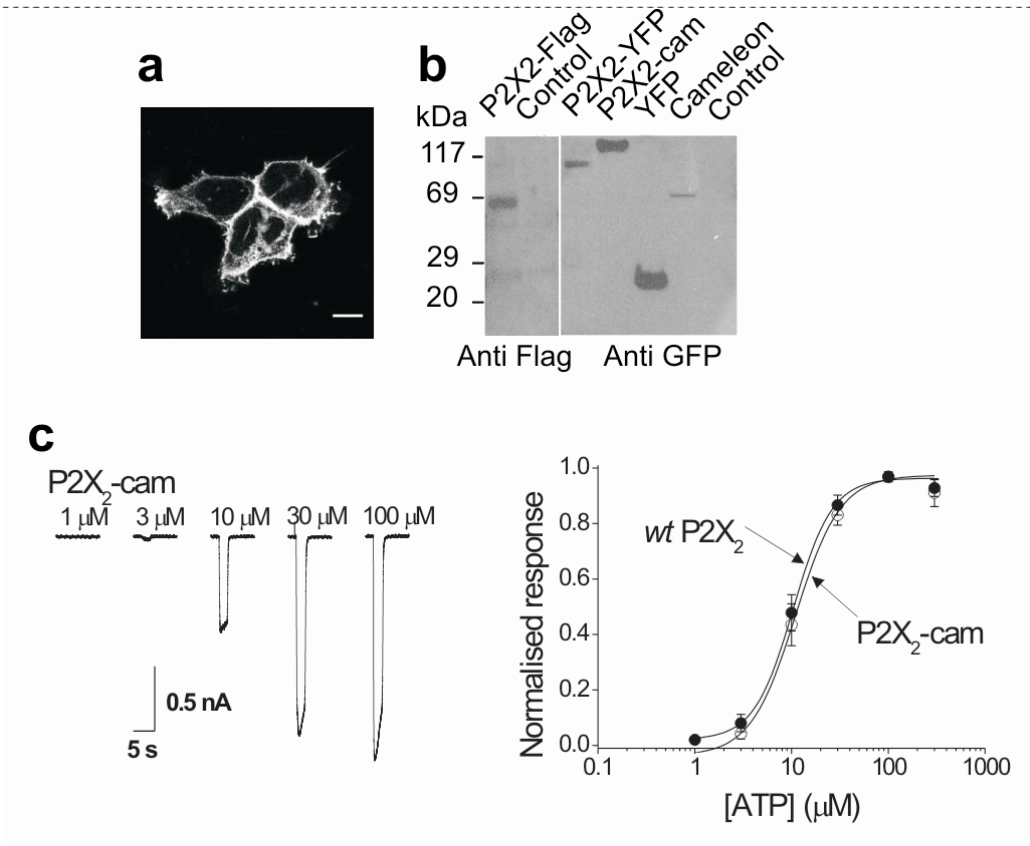 a
b
P2X2-Flag
Control
P2X2-YFP
P2X2-cam
YFP
Cameleon
Control
kDa
117
69
29
20
Anti Flag
Anti GFP
c
P2X2-cam
1 µM
3 µM
10 µM
30 µM
100 µM
0.5 nA
5 s
Normalised response
1.0
0.8
0.6
0.4
0.2
0.0
wt P2X2
P2X2-cam
0.1
1
10
100
1000
[ATP] (µM)